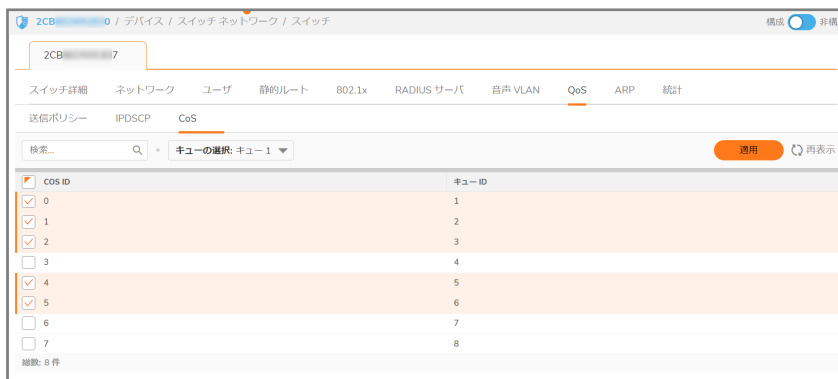 2CB 0 / デバイス / スイッチ ネットワーク / スイッチ 構成 非構
2CB 7
スイッチ詳細 ネットワーク ユーザ 静的ルート 802.1x RADIUS サーバ 音声 VLAN QoS ARP 統計
送信ポリシー IPDSCP CoS
検索... キューの選択: キュー 1 適用 再表示
COS ID キュー ID
0 1
1 2
2 3
3 4
4 5
5 6
6 7
7 8
総数: 8 件